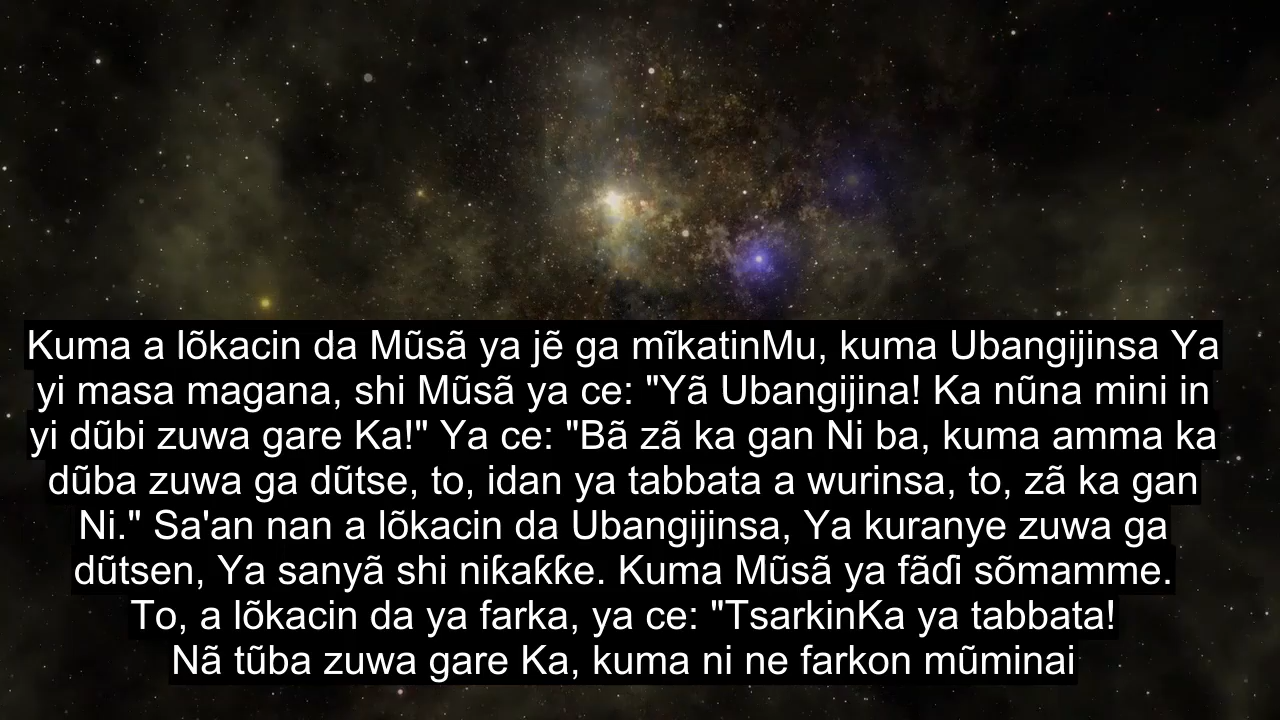 Kuma a lõkacin da Mũsã ya jẽ ga mĩkatinMu, kuma Ubangijinsa Ya
yi masa magana, shi Mũsã ya ce: "Yã Ubangijina! Ka nũna mini in
yi dũbi zuwa gare Ka!" Ya ce: "Bã zã ka gan Ni ba, kuma amma ka
dũba zuwa ga dũtse, to, idan ya tabbata a wurinsa, to, zã ka gan
Ni." Sa'an nan a lõkacin da Ubangijinsa, Ya kuranye zuwa ga
dũtsen, Ya sanyã shi niƙaƙƙe. Kuma Mũsã ya fãɗi sõmamme.
To, a lõkacin da ya farka, ya ce: "TsarkinKa ya tabbata!
Nã tũba zuwa gare Ka, kuma ni ne farkon mũminai